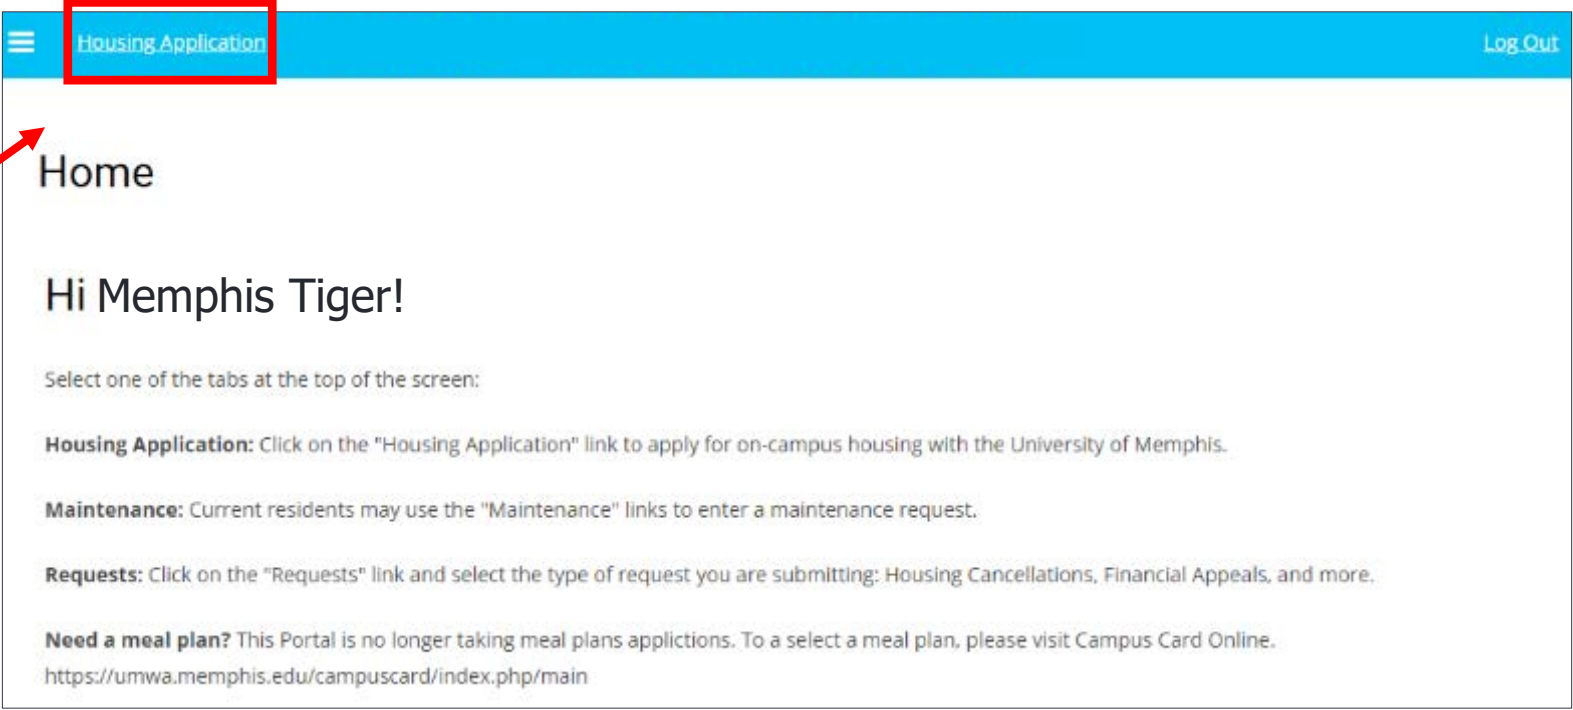 Housing Application
Log Out
Home
Hi Memphis Tiger!
Select one of the tabs at the top of the screen:
Housing Application: Click on the "Housing Application" link to apply for on-campus housing with the University of Memphis.
Maintenance: Current residents may use the "Maintenance" links to enter a maintenance request.
Requests: Click on the "Requests" link and select the type of request you are submitting: Housing Cancellations, Financial Appeals, and more.
Need a meal plan? This Portal is no longer taking meal plans applictions. To a select a meal plan, please visit Campus Card Online.
https://umwa.memphis.edu/campuscard/index.php/main